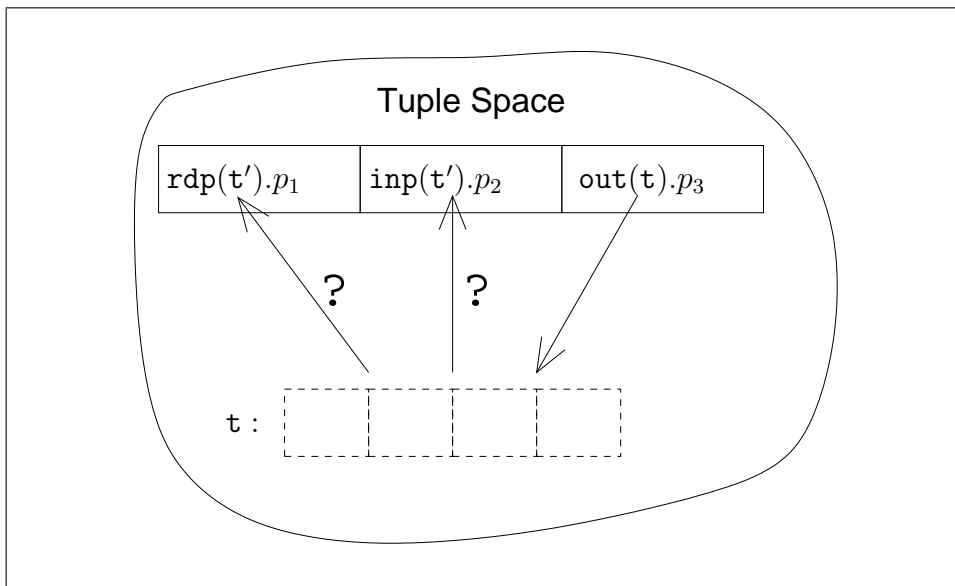 Tuple Space
rdp(t′).p₁ inp(t′).p₂ out(t).p₃
? ?
t :